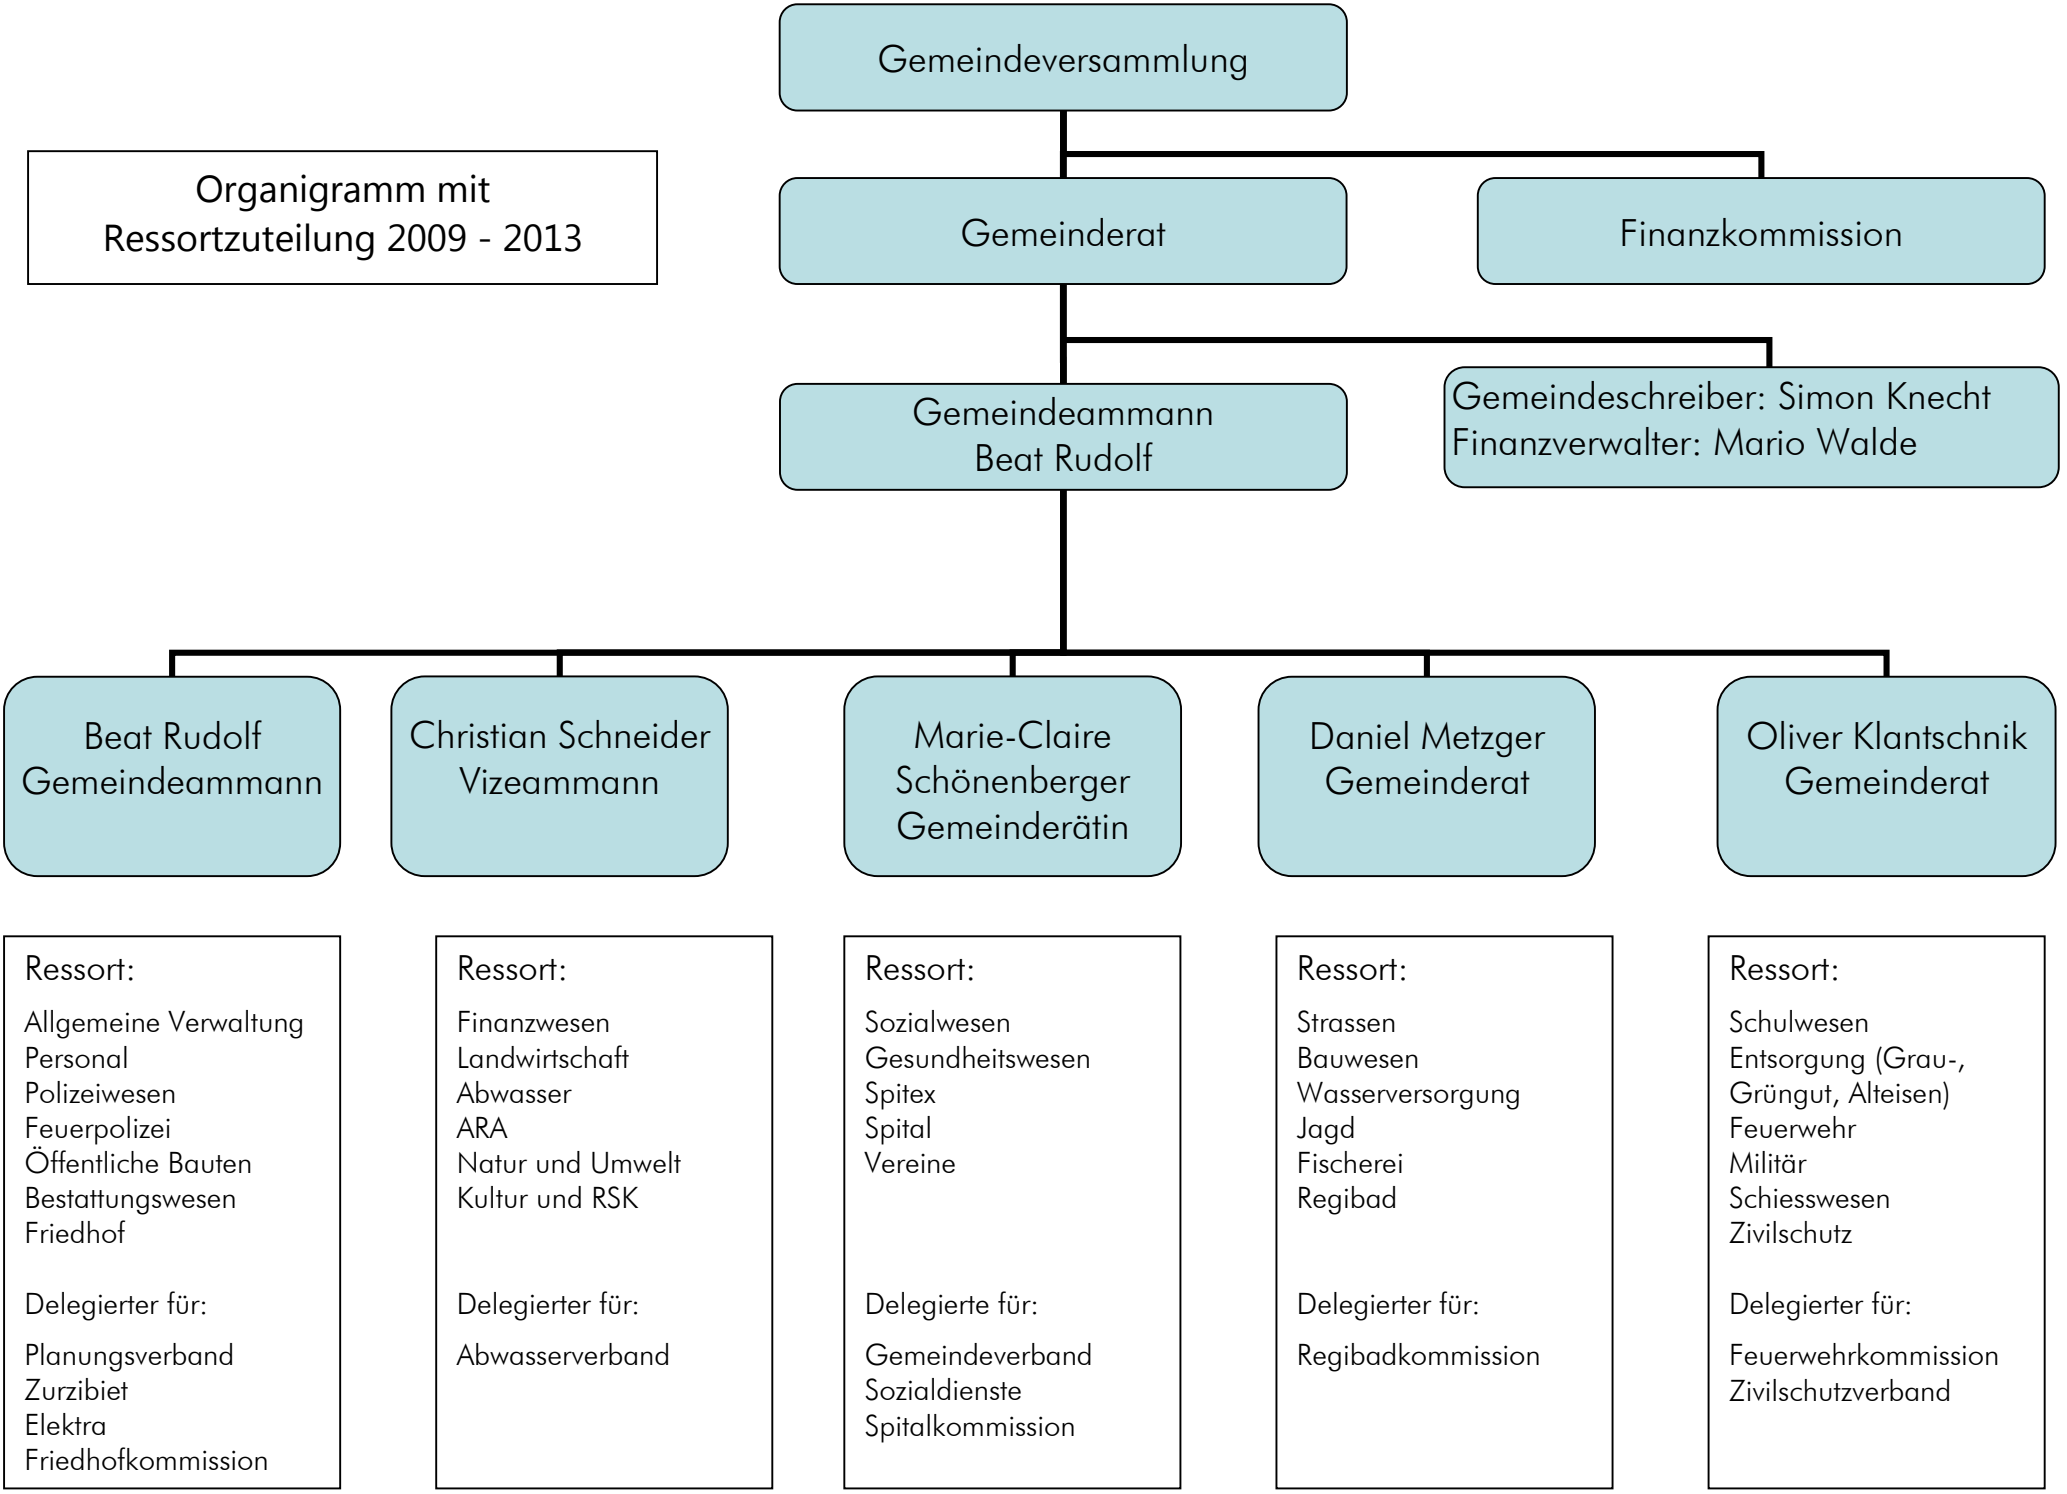 Gemeindeversammlung
Organigramm mit
Ressortzuteilung 2009 - 2013
Gemeinderat
Finanzkommission
Gemeindeammann
Beat Rudolf
Gemeindeschreiber: Simon Knecht
Finanzverwalter: Mario Walde
Beat Rudolf
Gemeindeammann
Christian Schneider
Vizeammann
Marie-Claire
Schönenberger
Gemeinderätin
Daniel Metzger
Gemeinderat
Oliver Klantschnik
Gemeinderat
Ressort:
Allgemeine Verwaltung
Personal
Polizeiwesen
Feuerpolizei
Öffentliche Bauten
Bestattungswesen
Friedhof
Delegierter für:
Planungsverband
Zurzibiet
Elektra
Friedhofkommission
Ressort:
Finanzwesen
Landwirtschaft
Abwasser
ARA
Natur und Umwelt
Kultur und RSK
Delegierter für:
Abwasserverband
Ressort:
Sozialwesen
Gesundheitswesen
Spitex
Spital
Vereine
Delegierte für:
Gemeindeverband
Sozialdienste
Spitalkommission
Ressort:
Strassen
Bauwesen
Wasserversorgung
Jagd
Fischerei
Regibad
Delegierter für:
Regibadkommission
Ressort:
Schulwesen
Entsorgung (Grau-,
Grüngut, Alteisen)
Feuerwehr
Militär
Schiesswesen
Zivilschutz
Delegierter für:
Feuerwehrkommission
Zivilschutzverband